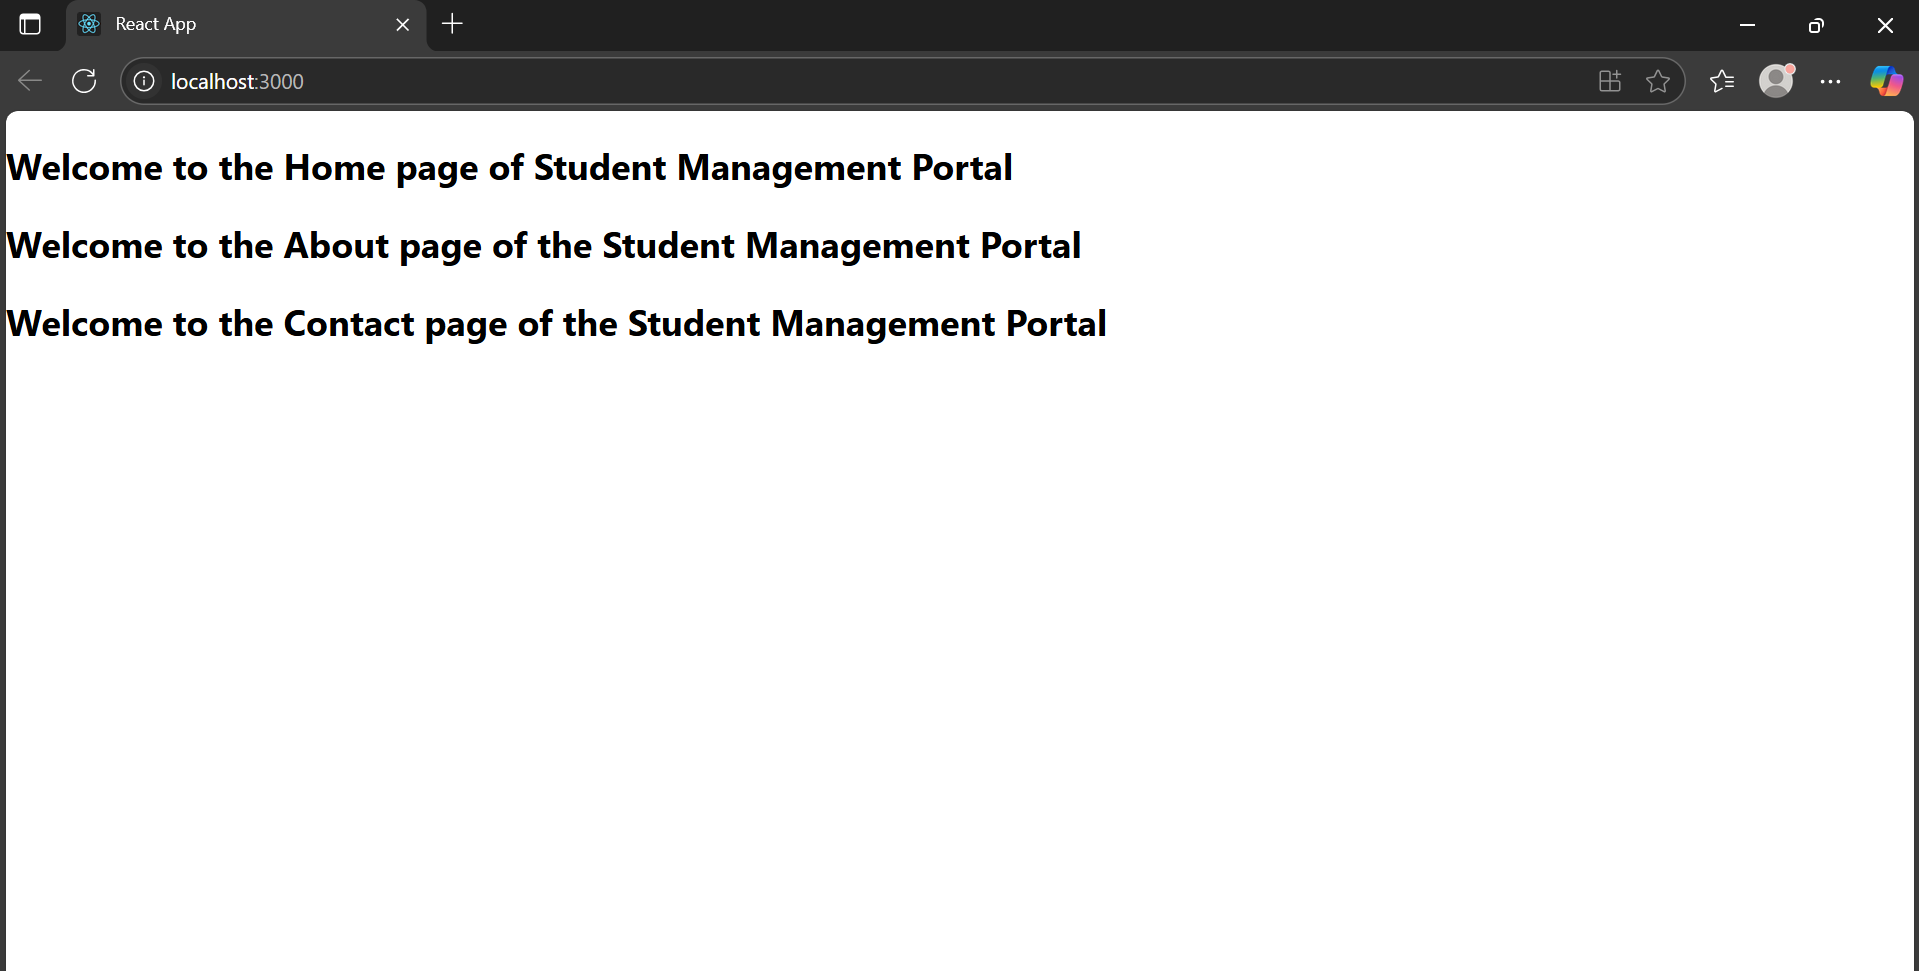 React App
localhost:3000
Welcome to the Home page of Student Management Portal
Welcome to the About page of the Student Management Portal
Welcome to the Contact page of the Student Management Portal